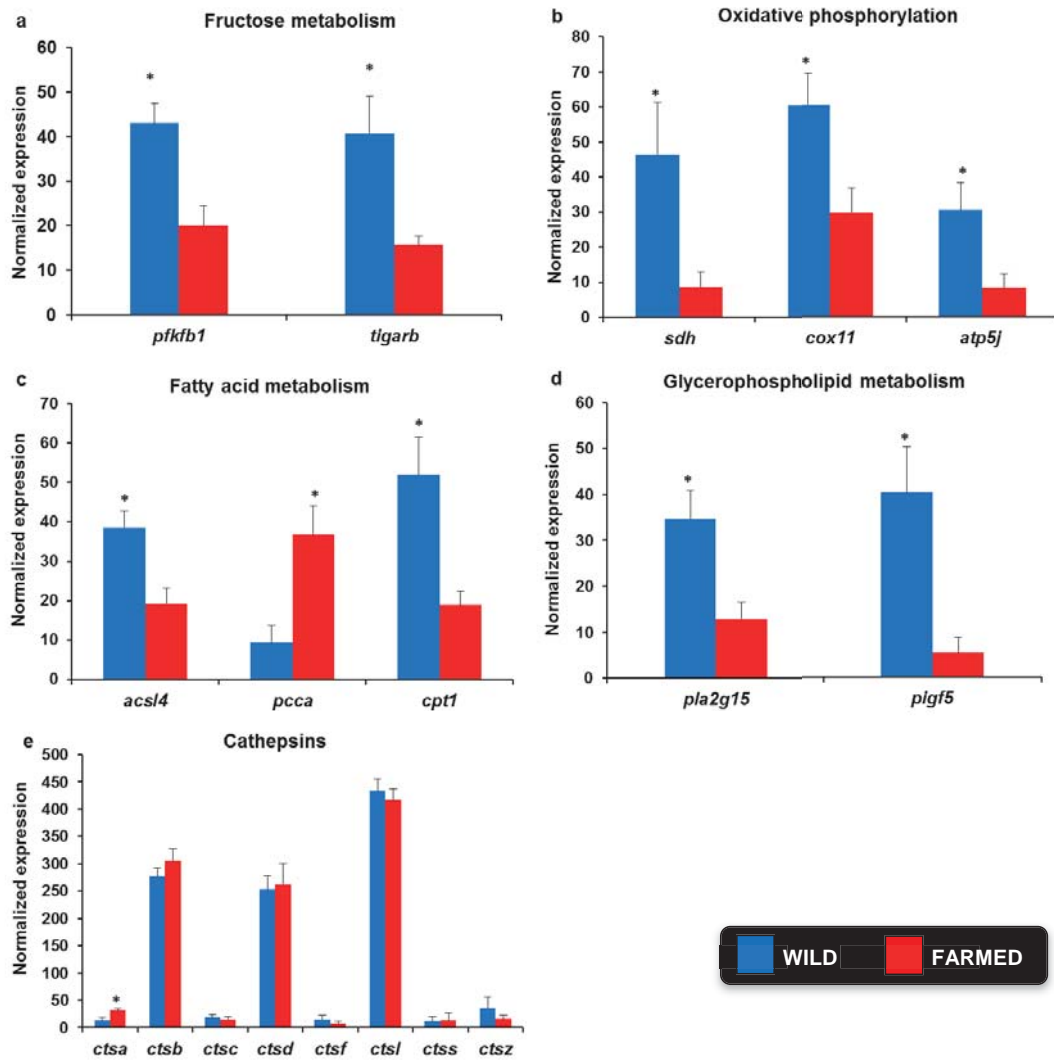 a
Fructose metabolism
Normalized expression
60
50
40
30
20
10
0
*
*
pfkfb1 tigarb
b
Oxidative phosphorylation
Normalized expression
80
70
60
50
40
30
20
10
0
*
*
*
sdh cox11 atp5j
c
Fatty acid metabolism
Normalized expression
70
60
50
40
30
20
10
0
*
*
*
acsl4 pcca cpt1
d
Glycerophospholipid metabolism
Normalized expression
60
50
40
30
20
10
0
*
*
pla2g15 pigf5
e
Cathepsins
Normalized expression
500
450
400
350
300
250
200
150
100
50
0
*
ctsa ctsb ctsc ctsd ctsf ctsl ctss ctsz
WILD FARMED